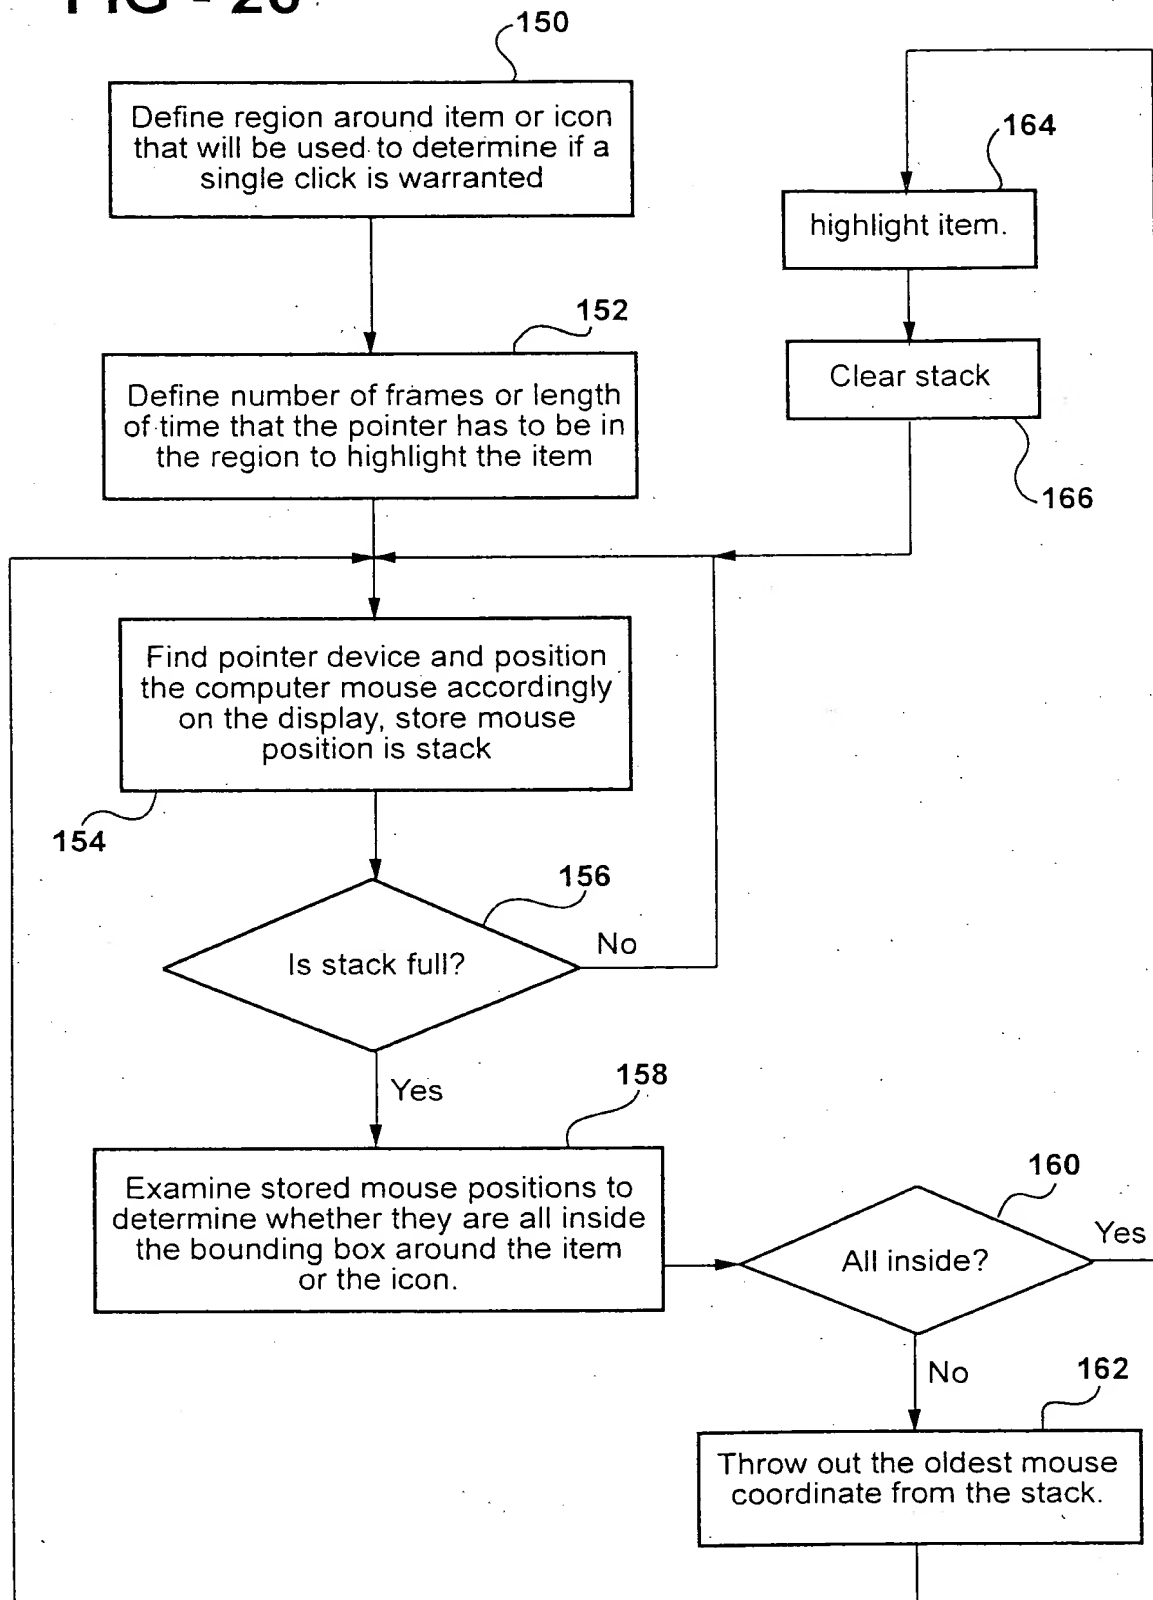 FIG - 20
150
Define region around item or icon
that will be used to determine if a
single click is warranted
152
Define number of frames or length
of time that the pointer has to be in
the region to highlight the item
Find pointer device and position
the computer mouse accordingly
on the display, store mouse
position is stack
154
156
Is stack full?
No
Yes
158
Examine stored mouse positions to
determine whether they are all inside
the bounding box around the item
or the icon.
160
All inside?
Yes
No
162
Throw out the oldest mouse
coordinate from the stack.
164
highlight item.
Clear stack
166